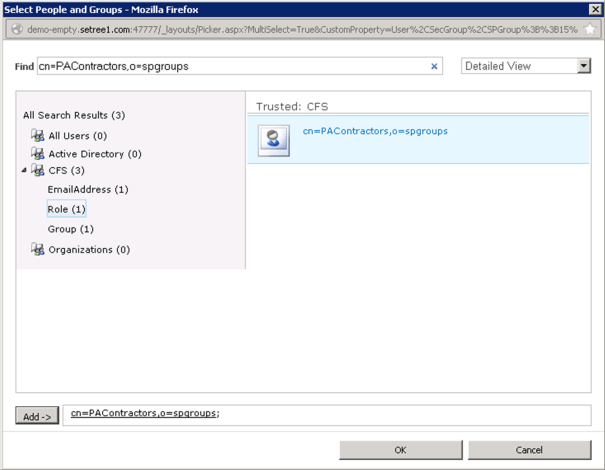 Select People and Groups - Mozilla Firefox
demo-empty.setree1.com:47777/_layouts/Picker.aspx?MultiSelect=True&CustomProperty=User%2CSecGroup%2CSPGroup%3B%3B15%
Find cn=PAContractors,o=spgroups × Detailed View
All Search Results (3)
Trusted: CFS
All Users (0)
cn=PAContractors,o=spgroups
Active Directory (0)
CFS (3)
EmailAddress (1)
Role (1)
Group (1)
Organizations (0)
Add -> cn=PAContractors,o=spgroups;
OK Cancel